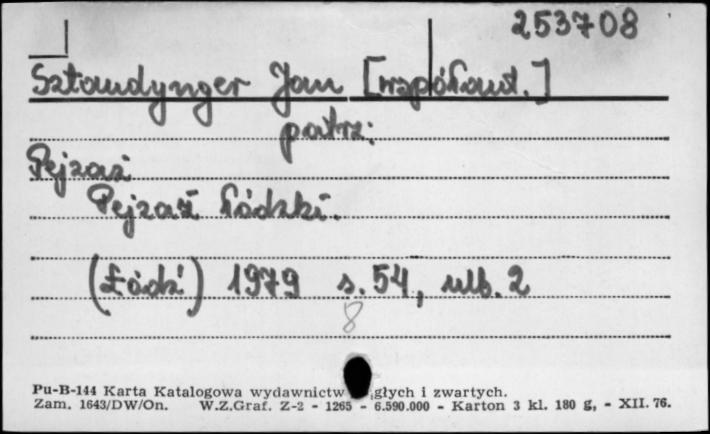 253708
Sztaudynger Jan [współaut.]
patrz:
Pejzaż
Pejzaż łódzki.
(Łódź) 1979 s. 54, ulb. 2
8
Pu-B-144 Karta Katalogowa wydawnictw głych i zwartych.
Zam. 1643/DW/On. W.Z.Graf. Z-2 - 1265 - 6.590.000 - Karton 3 kl. 180 g, - XII. 76.